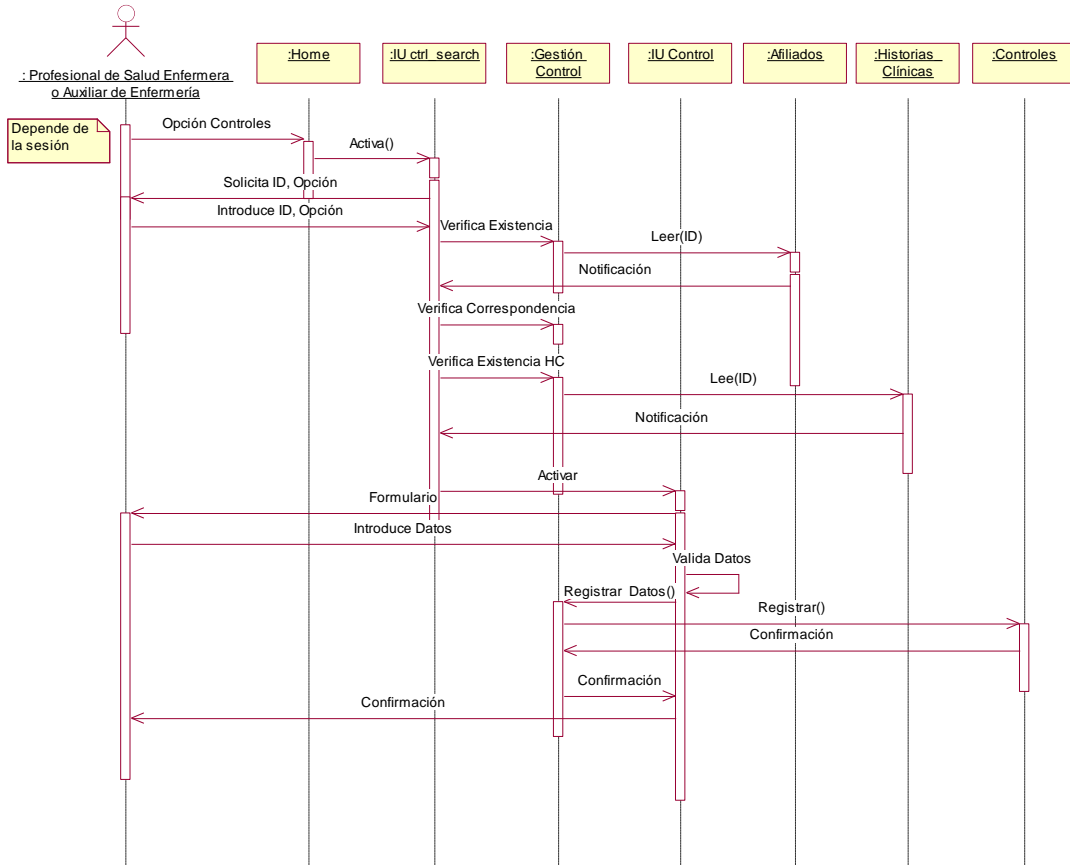 :Home
:IU ctrl_search
:Gestión
Control
:IU Control
:Afiliados
:Historias
Clínicas
:Controles
: Profesional de Salud Enfermera
o Auxiliar de Enfermería
Depende de
la sesión
Opción Controles
Activa()
Solicita ID, Opción
Introduce ID, Opción
Verifica Existencia
Leer(ID)
Notificación
Verifica Correspondencia
Verifica Existencia HC
Lee(ID)
Notificación
Activar
Formulario
Introduce Datos
Valida Datos
Registrar Datos()
Registrar()
Confirmación
Confirmación
Confirmación